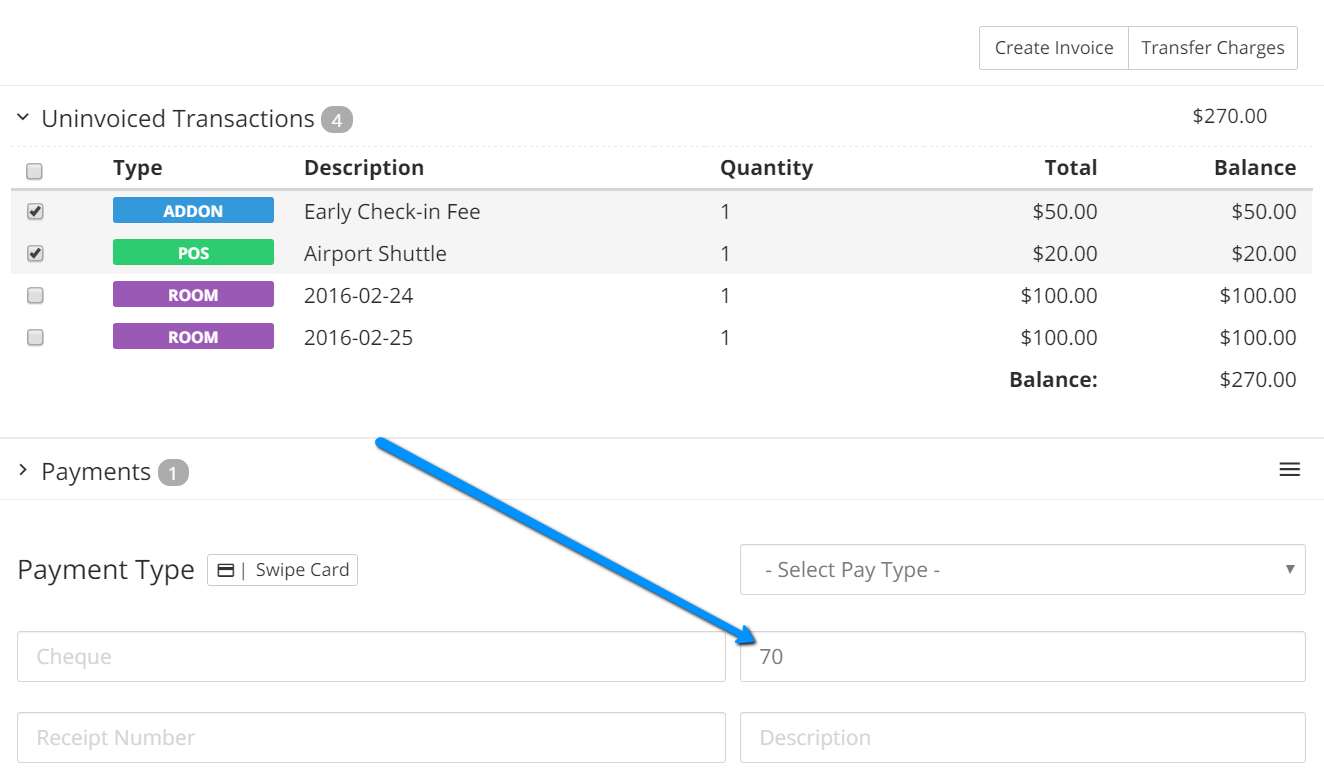 Create Invoice Transfer Charges
Uninvoiced Transactions 4 $270.00
Type Description Quantity Total Balance
ADDON Early Check-in Fee 1 $50.00 $50.00
POS Airport Shuttle 1 $20.00 $20.00
ROOM 2016-02-24 1 $100.00 $100.00
ROOM 2016-02-25 1 $100.00 $100.00
Balance: $270.00
Payments 1
Payment Type | Swipe Card - Select Pay Type -
Cheque 70
Receipt Number Description